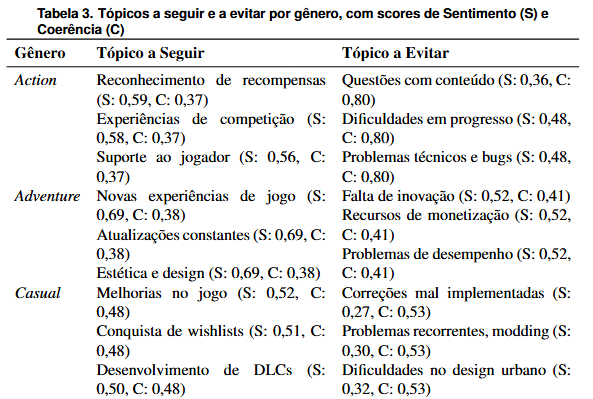 Tabela 3. Tópicos a seguir e a evitar por gênero, com scores de Sentimento (S) e
Coerência (C)
Gênero Tópico a Seguir Tópico a Evitar
Action Reconhecimento de recompensas Questões com conteúdo (S: 0,36, C:
(S: 0,59, C: 0,37) 0,80)
Experiências de competição (S: Dificuldades em progresso (S: 0,48,
0,58, C: 0,37) C: 0,80)
Suporte ao jogador (S: 0,56, C: Problemas técnicos e bugs (S: 0,48,
0,37) C: 0,80)
Adventure Novas experiências de jogo (S: Falta de inovação (S: 0,52, C: 0,41)
0,69, C: 0,38) Recursos de monetização (S: 0,52,
Atualizações constantes (S: 0,69, C: C: 0,41)
0,38) Problemas de desempenho (S: 0,52,
Estética e design (S: 0,69, C: 0,38) C: 0,41)
Casual Melhorias no jogo (S: 0,52, C: Correções mal implementadas (S:
0,48) 0,27, C: 0,53)
Conquista de wishlists (S: 0,51, C: Problemas recorrentes, modding (S:
0,48) 0,30, C: 0,53)
Desenvolvimento de DLCs (S: Dificuldades no design urbano (S:
0,50, C: 0,48) 0,32, C: 0,53)